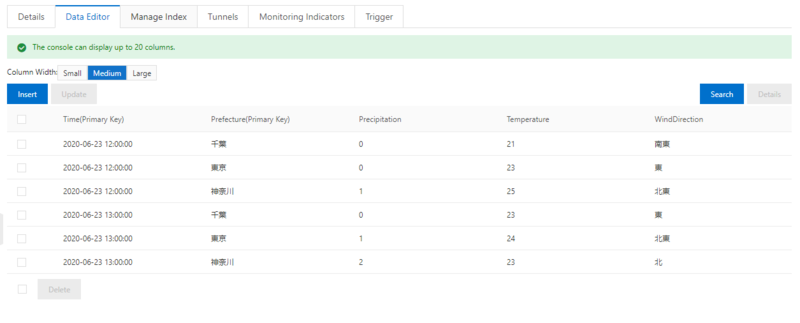 Details Data Editor Manage Index Tunnels Monitoring Indicators Trigger
The console can display up to 20 columns.
Column Width: Small Medium Large
Insert Update Search Details
Time(Primary Key) Prefecture(Primary Key) Precipitation Temperature WindDirection
2020-06-23 12:00:00 千葉 0 21 南東
2020-06-23 12:00:00 東京 0 23 東
2020-06-23 12:00:00 神奈川 1 25 北東
2020-06-23 13:00:00 千葉 0 23 東
2020-06-23 13:00:00 東京 1 24 北東
2020-06-23 13:00:00 神奈川 2 23 北
Delete